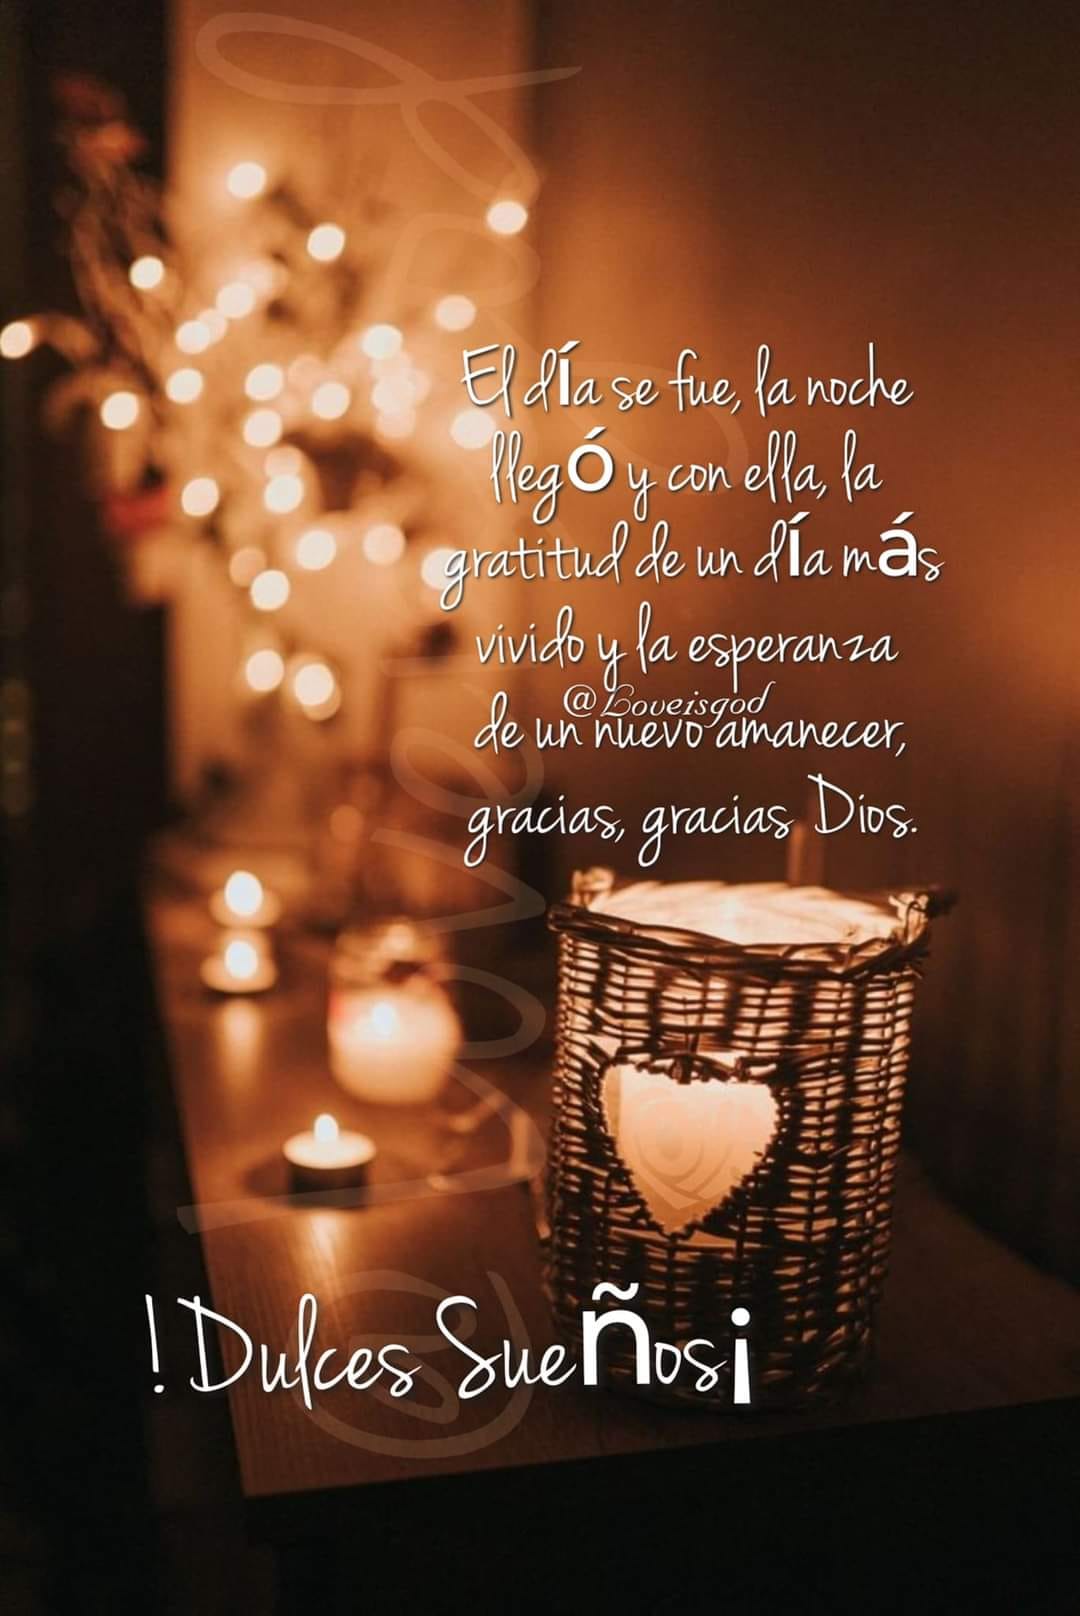 El día se fue, la noche
llegó y con ella, la
gratitud de un día más
vivido y la esperanza
@Loveisgod
de un nuevo amanecer,
gracias, gracias Dios.
! Dulces Sueños¡
@Loveisgod